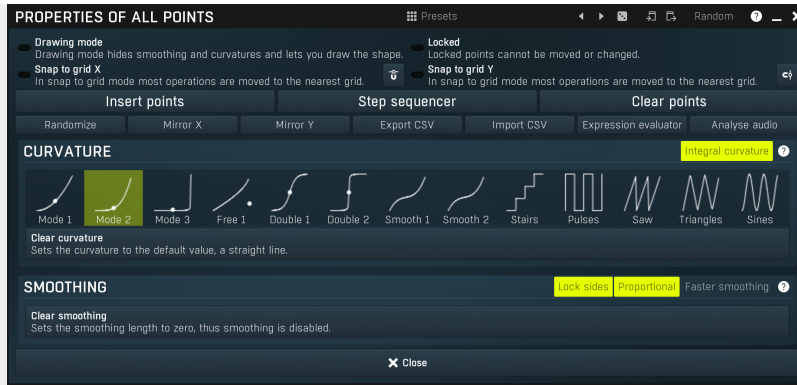 PROPERTIES OF ALL POINTS Presets Random ?
Drawing mode
Drawing mode hides smoothing and curvatures and lets you draw the shape.
Locked
Locked points cannot be moved or changed.
Snap to grid X
In snap to grid mode most operations are moved to the nearest grid.
Snap to grid Y
In snap to grid mode most operations are moved to the nearest grid.
Insert points Step sequencer Clear points
Randomize Mirror X Mirror Y Export CSV Import CSV Expression evaluator Analyse audio
CURVATURE Integral curvature ?
Mode 1 Mode 2 Mode 3 Free 1 Double 1 Double 2 Smooth 1 Smooth 2 Stairs Pulses Saw Triangles Sines
Clear curvature
Sets the curvature to the default value, a straight line.
SMOOTHING Lock sides Proportional Faster smoothing ?
Clear smoothing
Sets the smoothing length to zero, thus smoothing is disabled.
Close